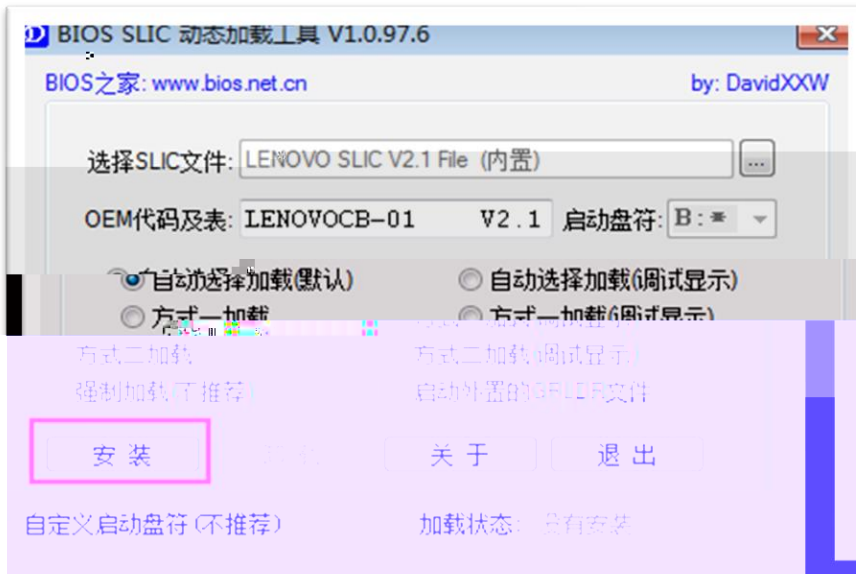 BIOS SLIC 动态加载工具 V1.0.97.6
BIOS之家: www.bios.net.cn by: DavidXXW
选择SLIC文件: LENOVO SLIC V2.1 File (内置) ...
OEM代码及表: LENOVOCB-01 V2.1 启动盘符: B:*
自动选择加载(默认) 自动选择加载(调试显示)
方式一加载 方式一加载(调试显示)
方式二加载 方式二加载(调试显示)
强制加载(不推荐) 启动外置的 文件
安装 关于 退出
自定义启动盘符(不推荐) 加载状态: 没有安装